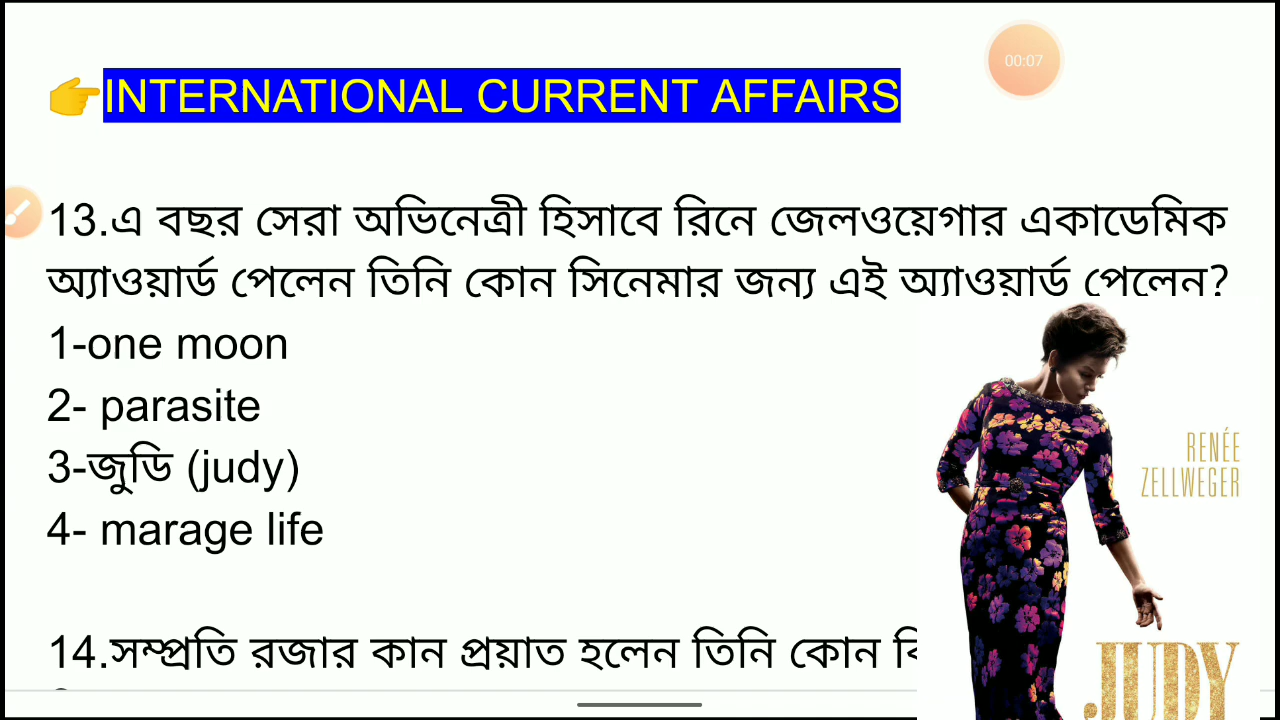 👉INTERNATIONAL CURRENT AFFAIRS
00:07
13.এ বছর সেরা অভিনেত্রী হিসাবে রিনে জেলওয়েগার একাডেমিক
অ্যাওয়ার্ড পেলেন তিনি কোন সিনেমার জন্য এই অ্যাওয়ার্ড পেলেন?
1-one moon
2- parasite
3-জুডি (judy)
4- marage life
RENÉE
ZELLWEGER
JUDY
14.সম্প্রতি রজার কান প্রয়াত হলেন তিনি কোন